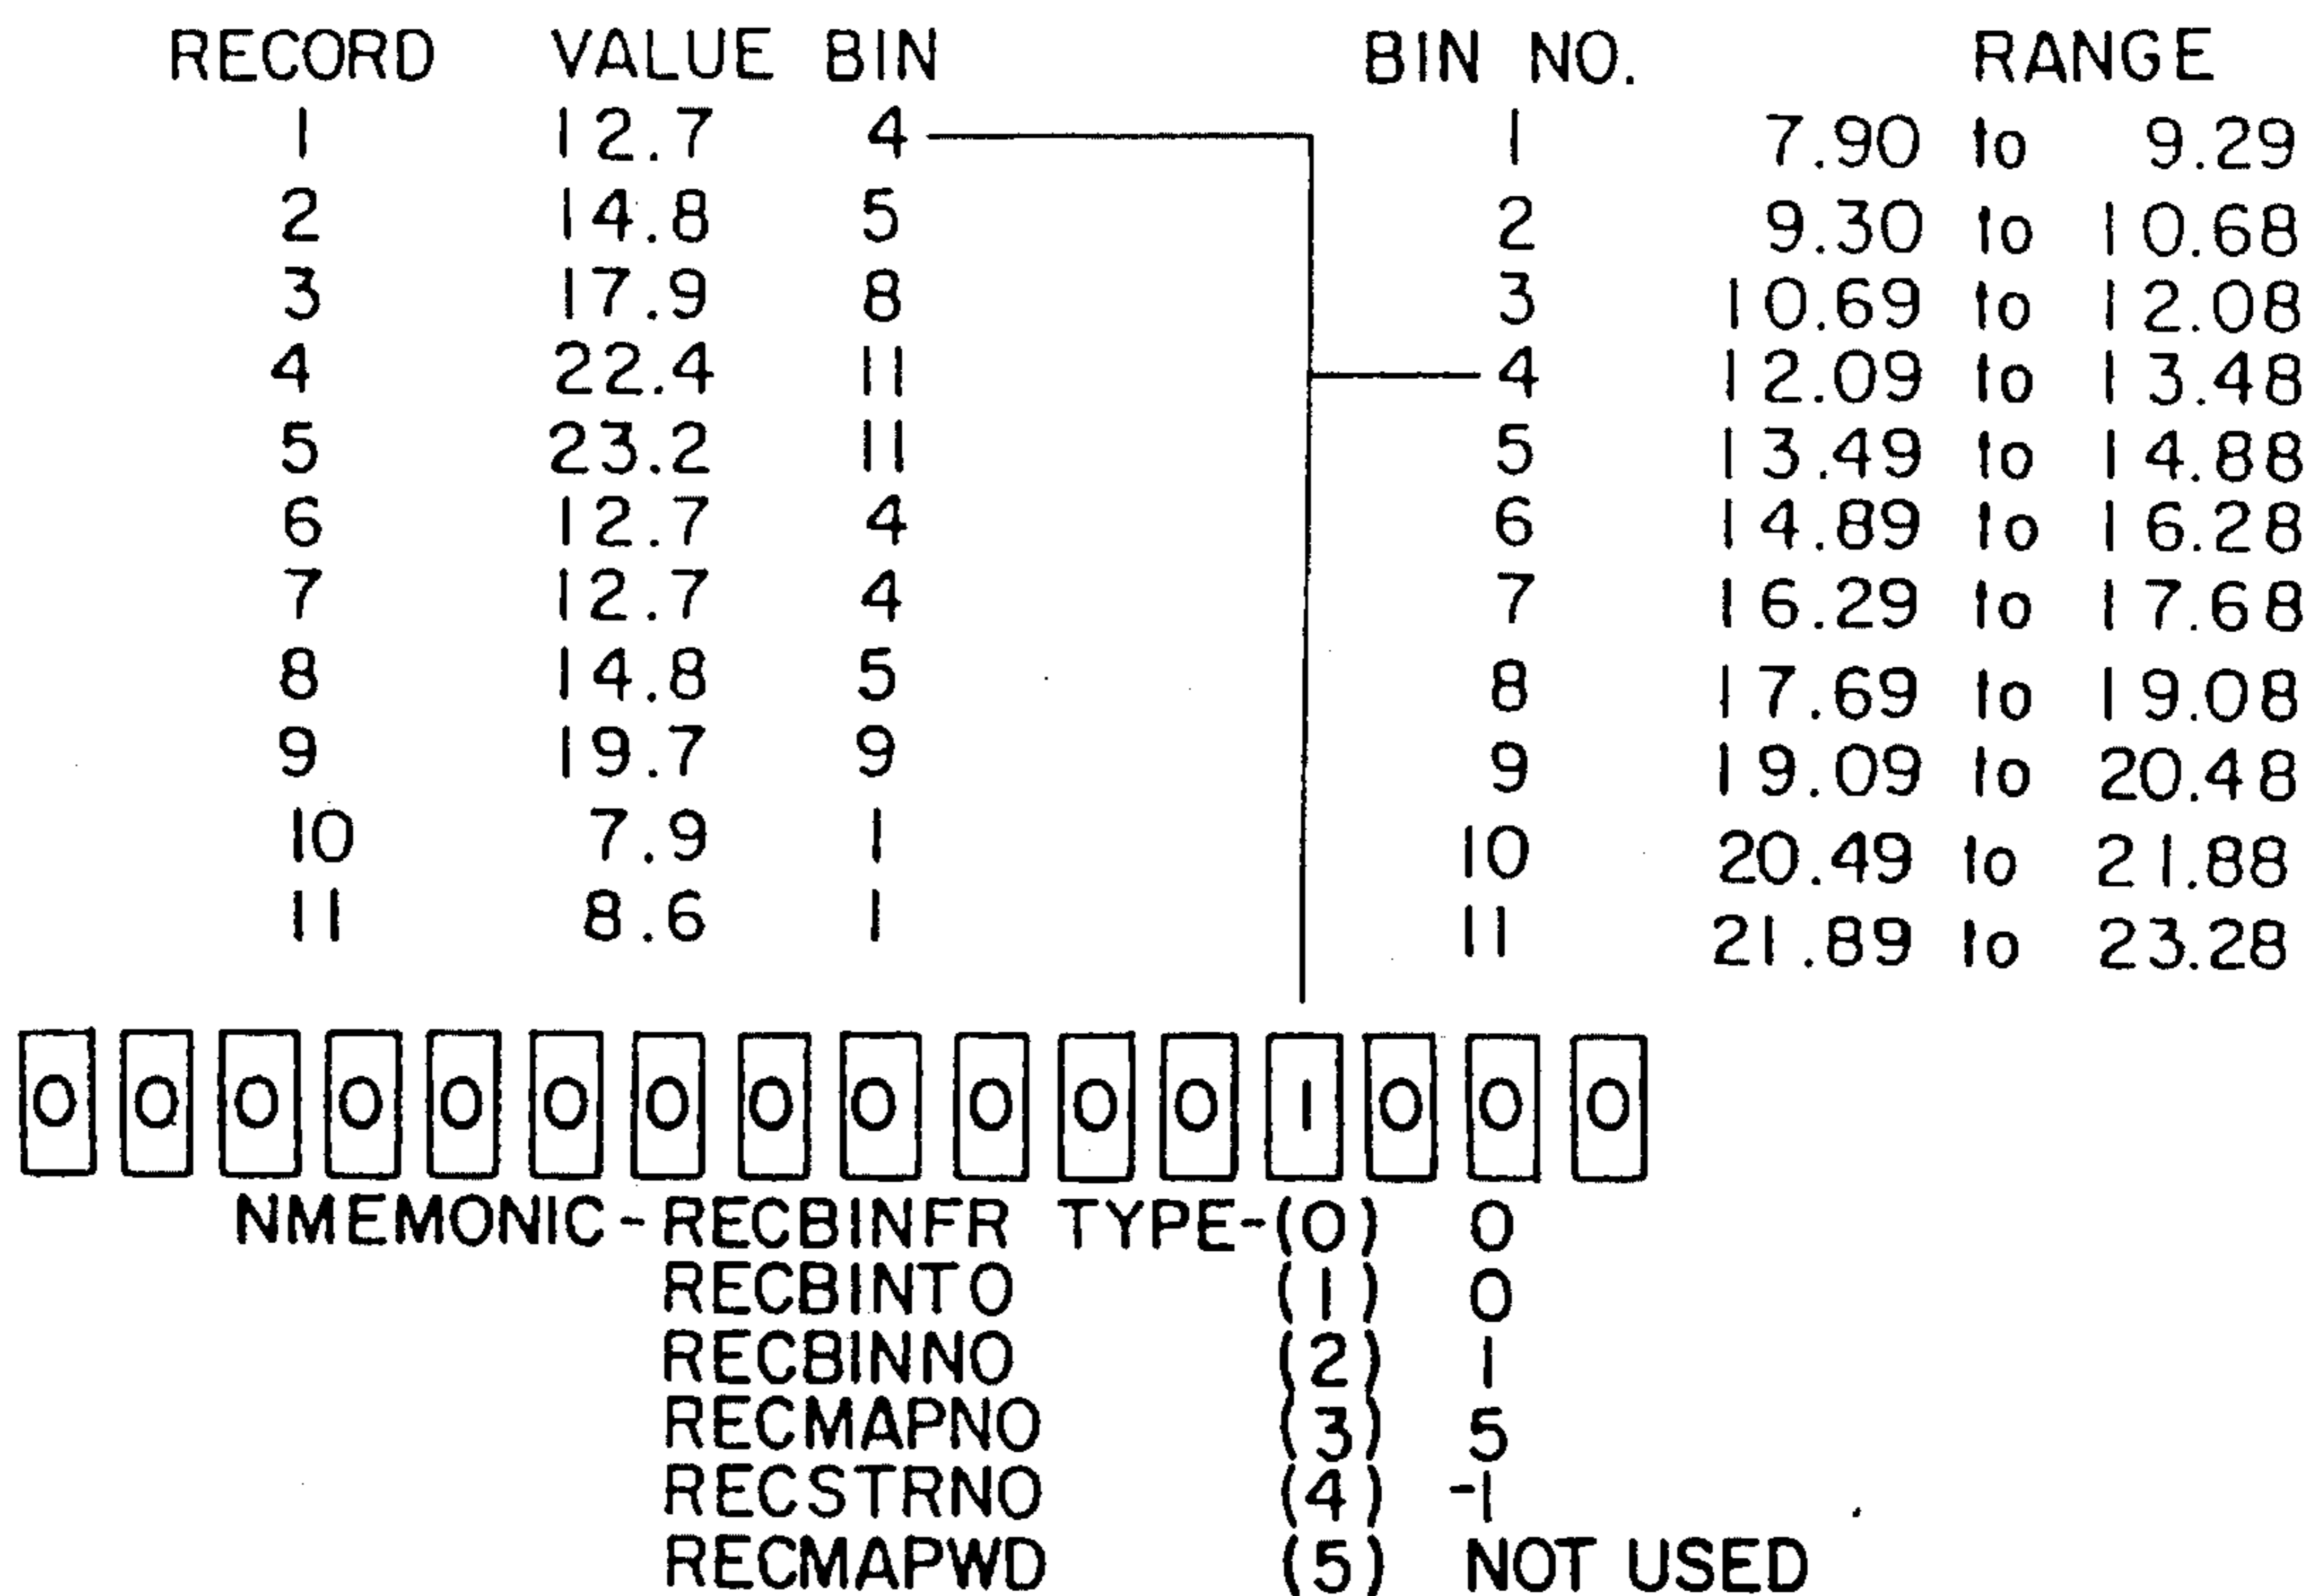 RECORD VALUE BIN BIN NO. RANGE
1 12.7 4 1 7.90 to 9.29
2 14.8 5 2 9.30 to 10.68
3 17.9 8 3 10.69 to 12.08
4 22.4 11 4 12.09 to 13.48
5 23.2 11 5 13.49 to 14.88
6 12.7 4 6 14.89 to 16.28
7 12.7 4 7 16.29 to 17.68
8 14.8 5 8 17.69 to 19.08
9 19.7 9 9 19.09 to 20.48
10 7.9 1 10 20.49 to 21.88
11 8.6 1 11 21.89 to 23.28
0 0 0 0 0 0 0 0 0 0 0 0 1 0 0 0
NMEMONIC-RECBINFR TYPE-(0) 0
RECBINTO (1) 0
RECBINNO (2) 1
RECMAPNO (3) 5
RECSTRNO (4) -1
RECMAPWD (5) NOT USED